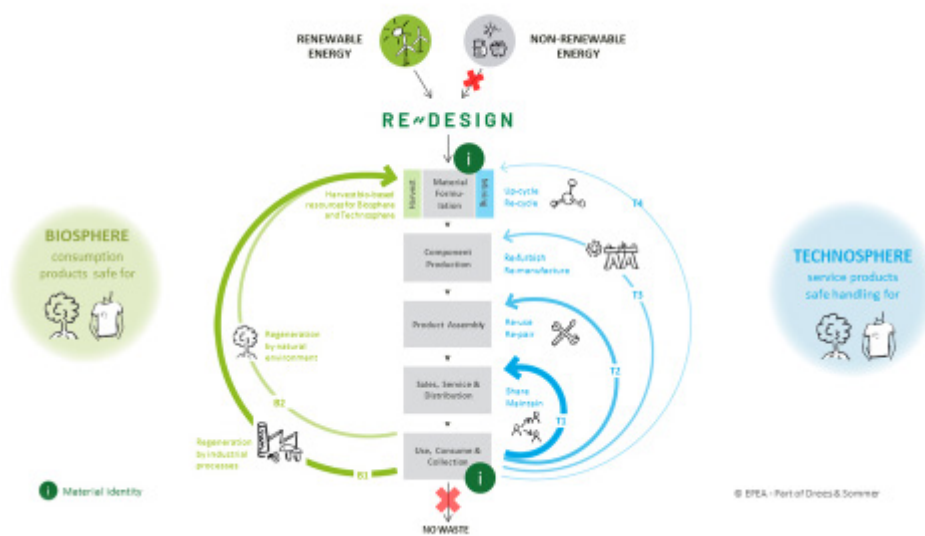 RENEWABLE
ENERGY
NON-RENEWABLE
ENERGY
RE~DESIGN
i
Harvest
Material
Formu-
lation
Mining
Harvest bio-based
resources for Biosphere
and Technosphere
Up-cycle
Re-cycle
T4
BIOSPHERE
consumption
products safe for
Component
Production
Refurbish
Re-manufacture
T3
TECHNOSPHERE
service products
safe handling for
Product Assembly
Re-use
Re-pair
T2
Regeneration
by natural
environment
B2
Sales, Service &
Distribution
Share
Maintain
T1
Regeneration
by industrial
processes
B1
Use, Consume &
Collection
i
i Material Identity
© EPEA - Part of Drees & Sommer
NO WASTE